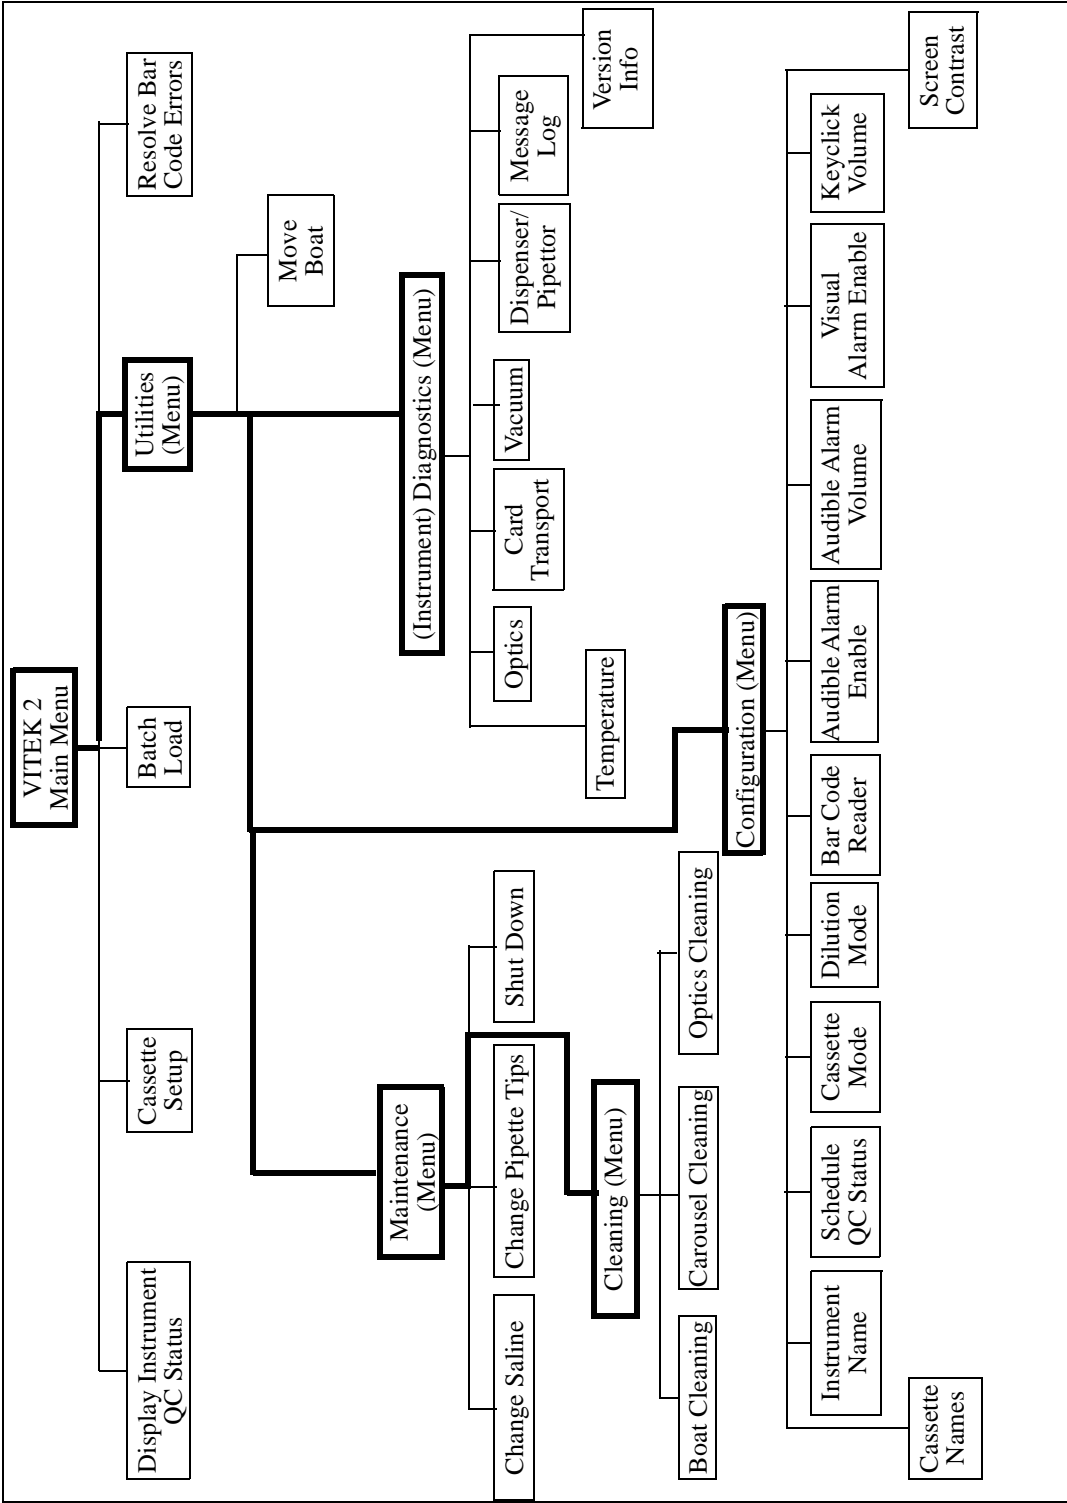 VITEK 2
Main Menu
Display Instrument
QC Status
Cassette
Setup
Batch
Load
Utilities
(Menu)
Resolve Bar
Code Errors
Move
Boat
Maintenance
(Menu)
(Instrument) Diagnostics (Menu)
Change Saline
Change Pipette Tips
Shut Down
Optics
Card
Transport
Vacuum
Dispenser/
Pipettor
Message
Log
Temperature
Version
Info
Cleaning (Menu)
Boat Cleaning
Carousel Cleaning
Optics Cleaning
Configuration (Menu)
Instrument
Name
Schedule
QC Status
Cassette
Mode
Dilution
Mode
Bar Code
Reader
Audible Alarm
Enable
Audible Alarm
Volume
Visual
Alarm Enable
Keyclick
Volume
Cassette
Names
Screen
Contrast